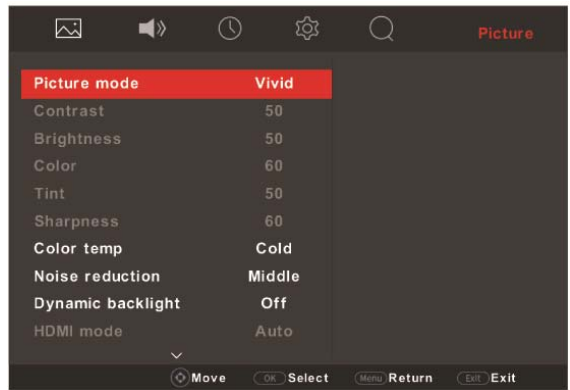 Picture
Picture mode Vivid
Contrast 50
Brightness 50
Color 60
Tint 50
Sharpness 60
Color temp Cold
Noise reduction Middle
Dynamic backlight Off
HDMI mode Auto
Move OK Select Menu Return Exit Exit